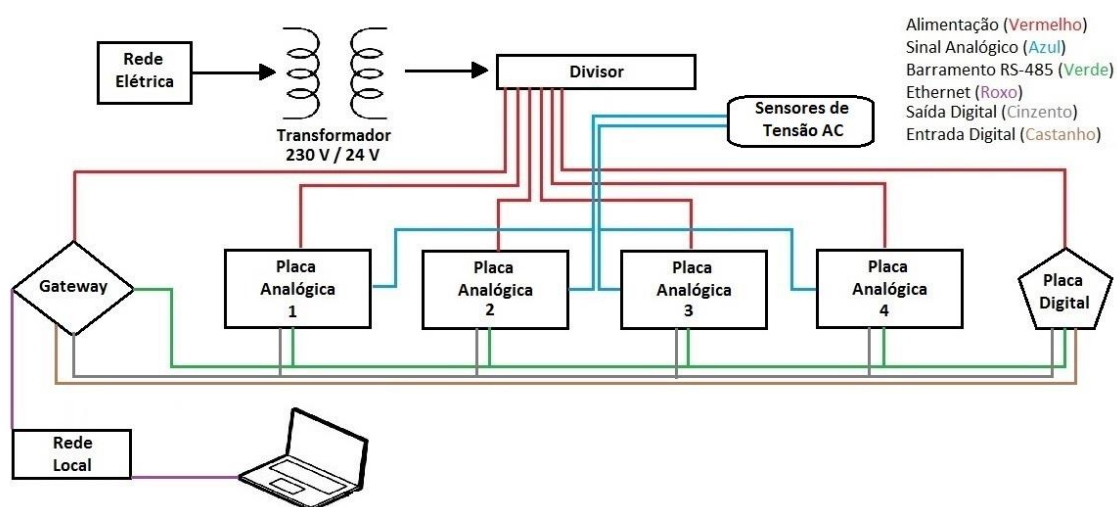 Alimentação (Vermelho)
Sinal Analógico (Azul)
Barramento RS-485 (Verde)
Ethernet (Roxo)
Saída Digital (Cinzento)
Entrada Digital (Castanho)
Rede
Elétrica
Transformador
230 V / 24 V
Divisor
Sensores de
Tensão AC
Gateway
Placa
Analógica
1
Placa
Analógica
2
Placa
Analógica
3
Placa
Analógica
4
Placa
Digital
Rede
Local